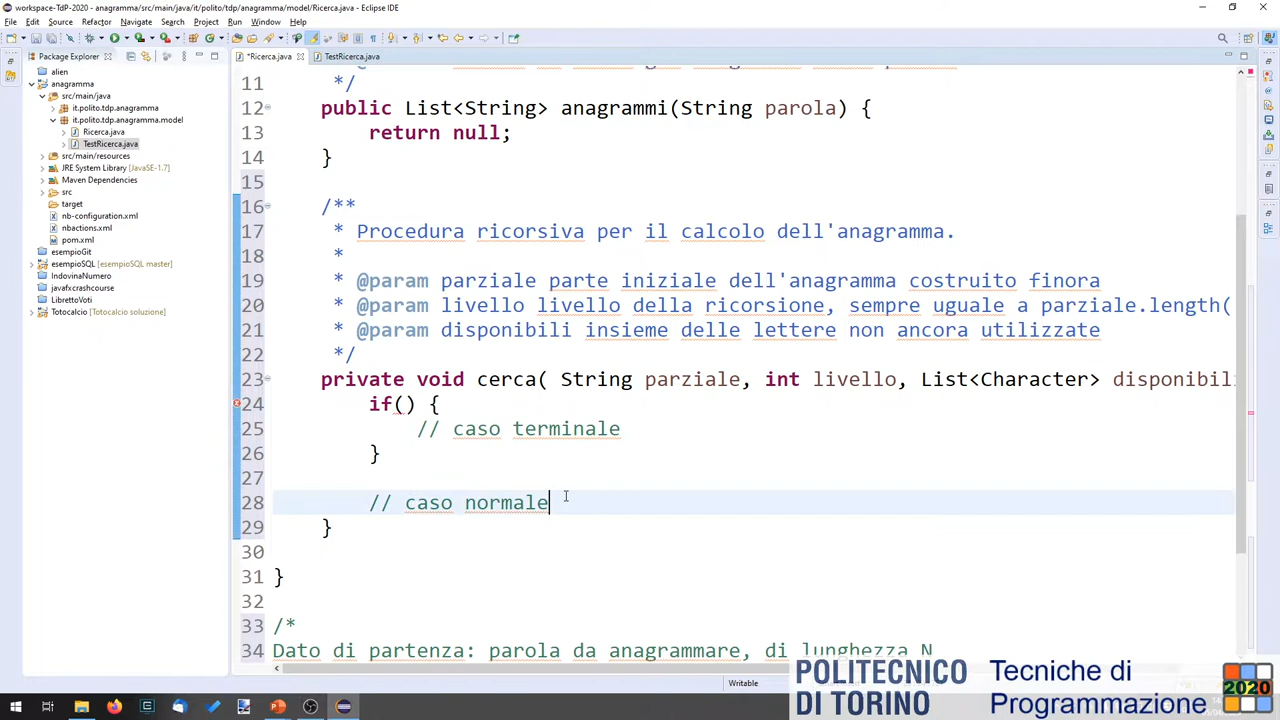 workspace-TdP-2020 - anagramma/src/main/java/it/polito/tdp/anagramma/model/Ricerca.java - Eclipse IDE
File Edit Source Refactor Navigate Search Project Run Window Help
Package Explorer
*Ricerca.java
TestRicerca.java
alien
anagramma
src/main/java
it.polito.tdp.anagramma
it.polito.tdp.anagramma.model
Ricerca.java
TestRicerca.java
src/main/resources
JRE System Library [JavaSE-1.7]
Maven Dependencies
src
target
nb-configuration.xml
nbactions.xml
pom.xml
esempioGit
esempioSQL [esempioSQL master]
IndovinaNumero
javafxcrashcourse
LibrettoVoti
Totocalcio [Totocalcio soluzione]
11 */
12 public List<String> anagrammi(String parola) {
13 return null;
14 }
15
16 /**
17 * Procedura ricorsiva per il calcolo dell'anagramma.
18 *
19 * @param parziale parte iniziale dell'anagramma costruito finora
20 * @param livello livello della ricorsione, sempre uguale a parziale.length(
21 * @param disponibili insieme delle lettere non ancora utilizzate
22 */
23 private void cerca( String parziale, int livello, List<Character> disponibili
24 if() {
25 // caso terminale
26 }
27
28 // caso normale
29 }
30
31 }
32
33 /*
34 Dato di partenza: parola da anagrammare, di lunghezza N
Writable
POLITECNICO
DI TORINO
Tecniche di
Programmazione
2020